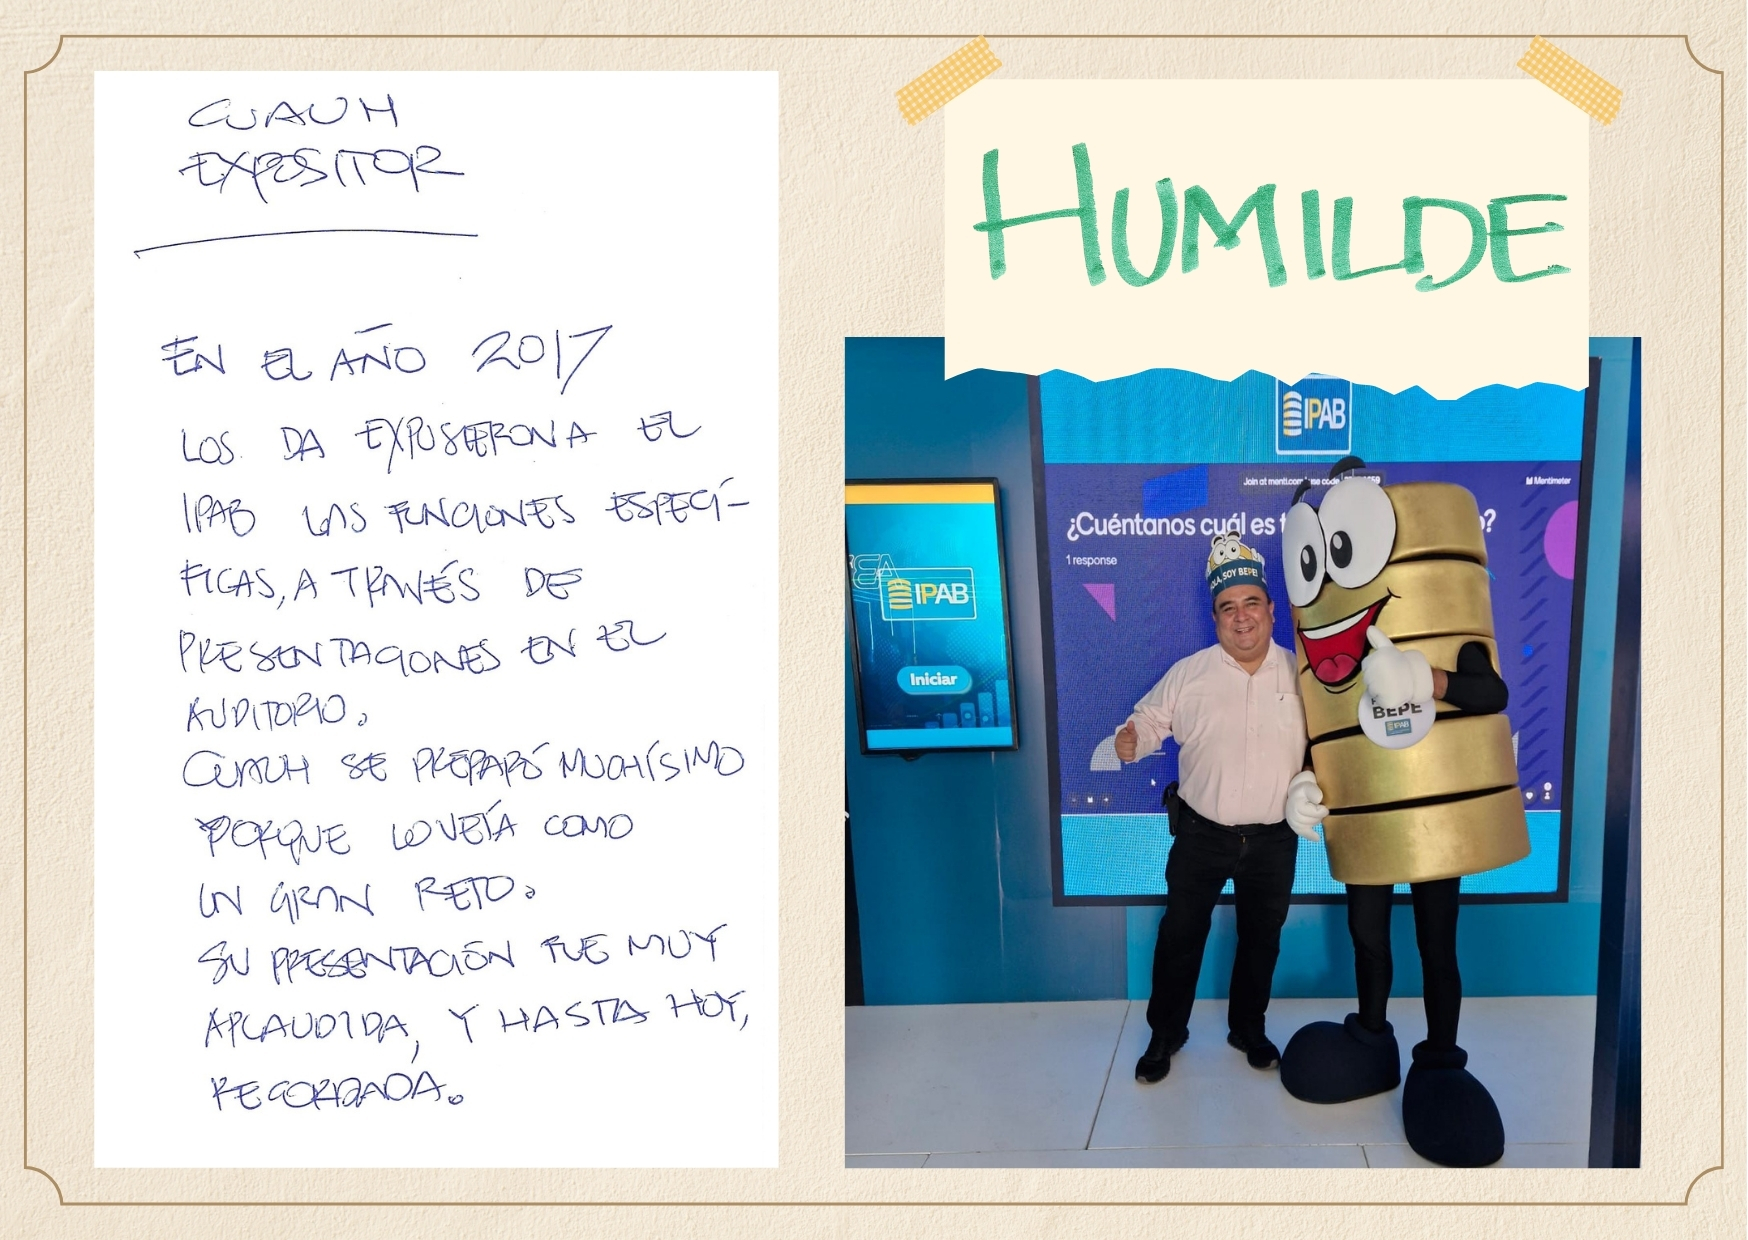 CUAUH
EXPOSITOR
EN EL AÑO 2017
LOS DA EXPUSIERON A EL
IPAB LAS FUNCIONES ESPECÍ-
FICAS, A TRAVÉS DE
PRESENTACIONES EN EL
AUDITORIO.
CUAUH SE PREPARÓ MUCHÍSIMO
PORQUE LO VEÍA COMO
UN GRAN RETO.
SU PRESENTACIÓN FUE MUY
APLAUDIDA, Y HASTA HOY,
RECORDADA.
HUMILDE
IPAB
Join at menti.com use code
Mentimeter
¿Cuéntanos cuál es
1 response
IPAB
Iniciar
HOLA, SOY BEPE!
BEPE
IPAB